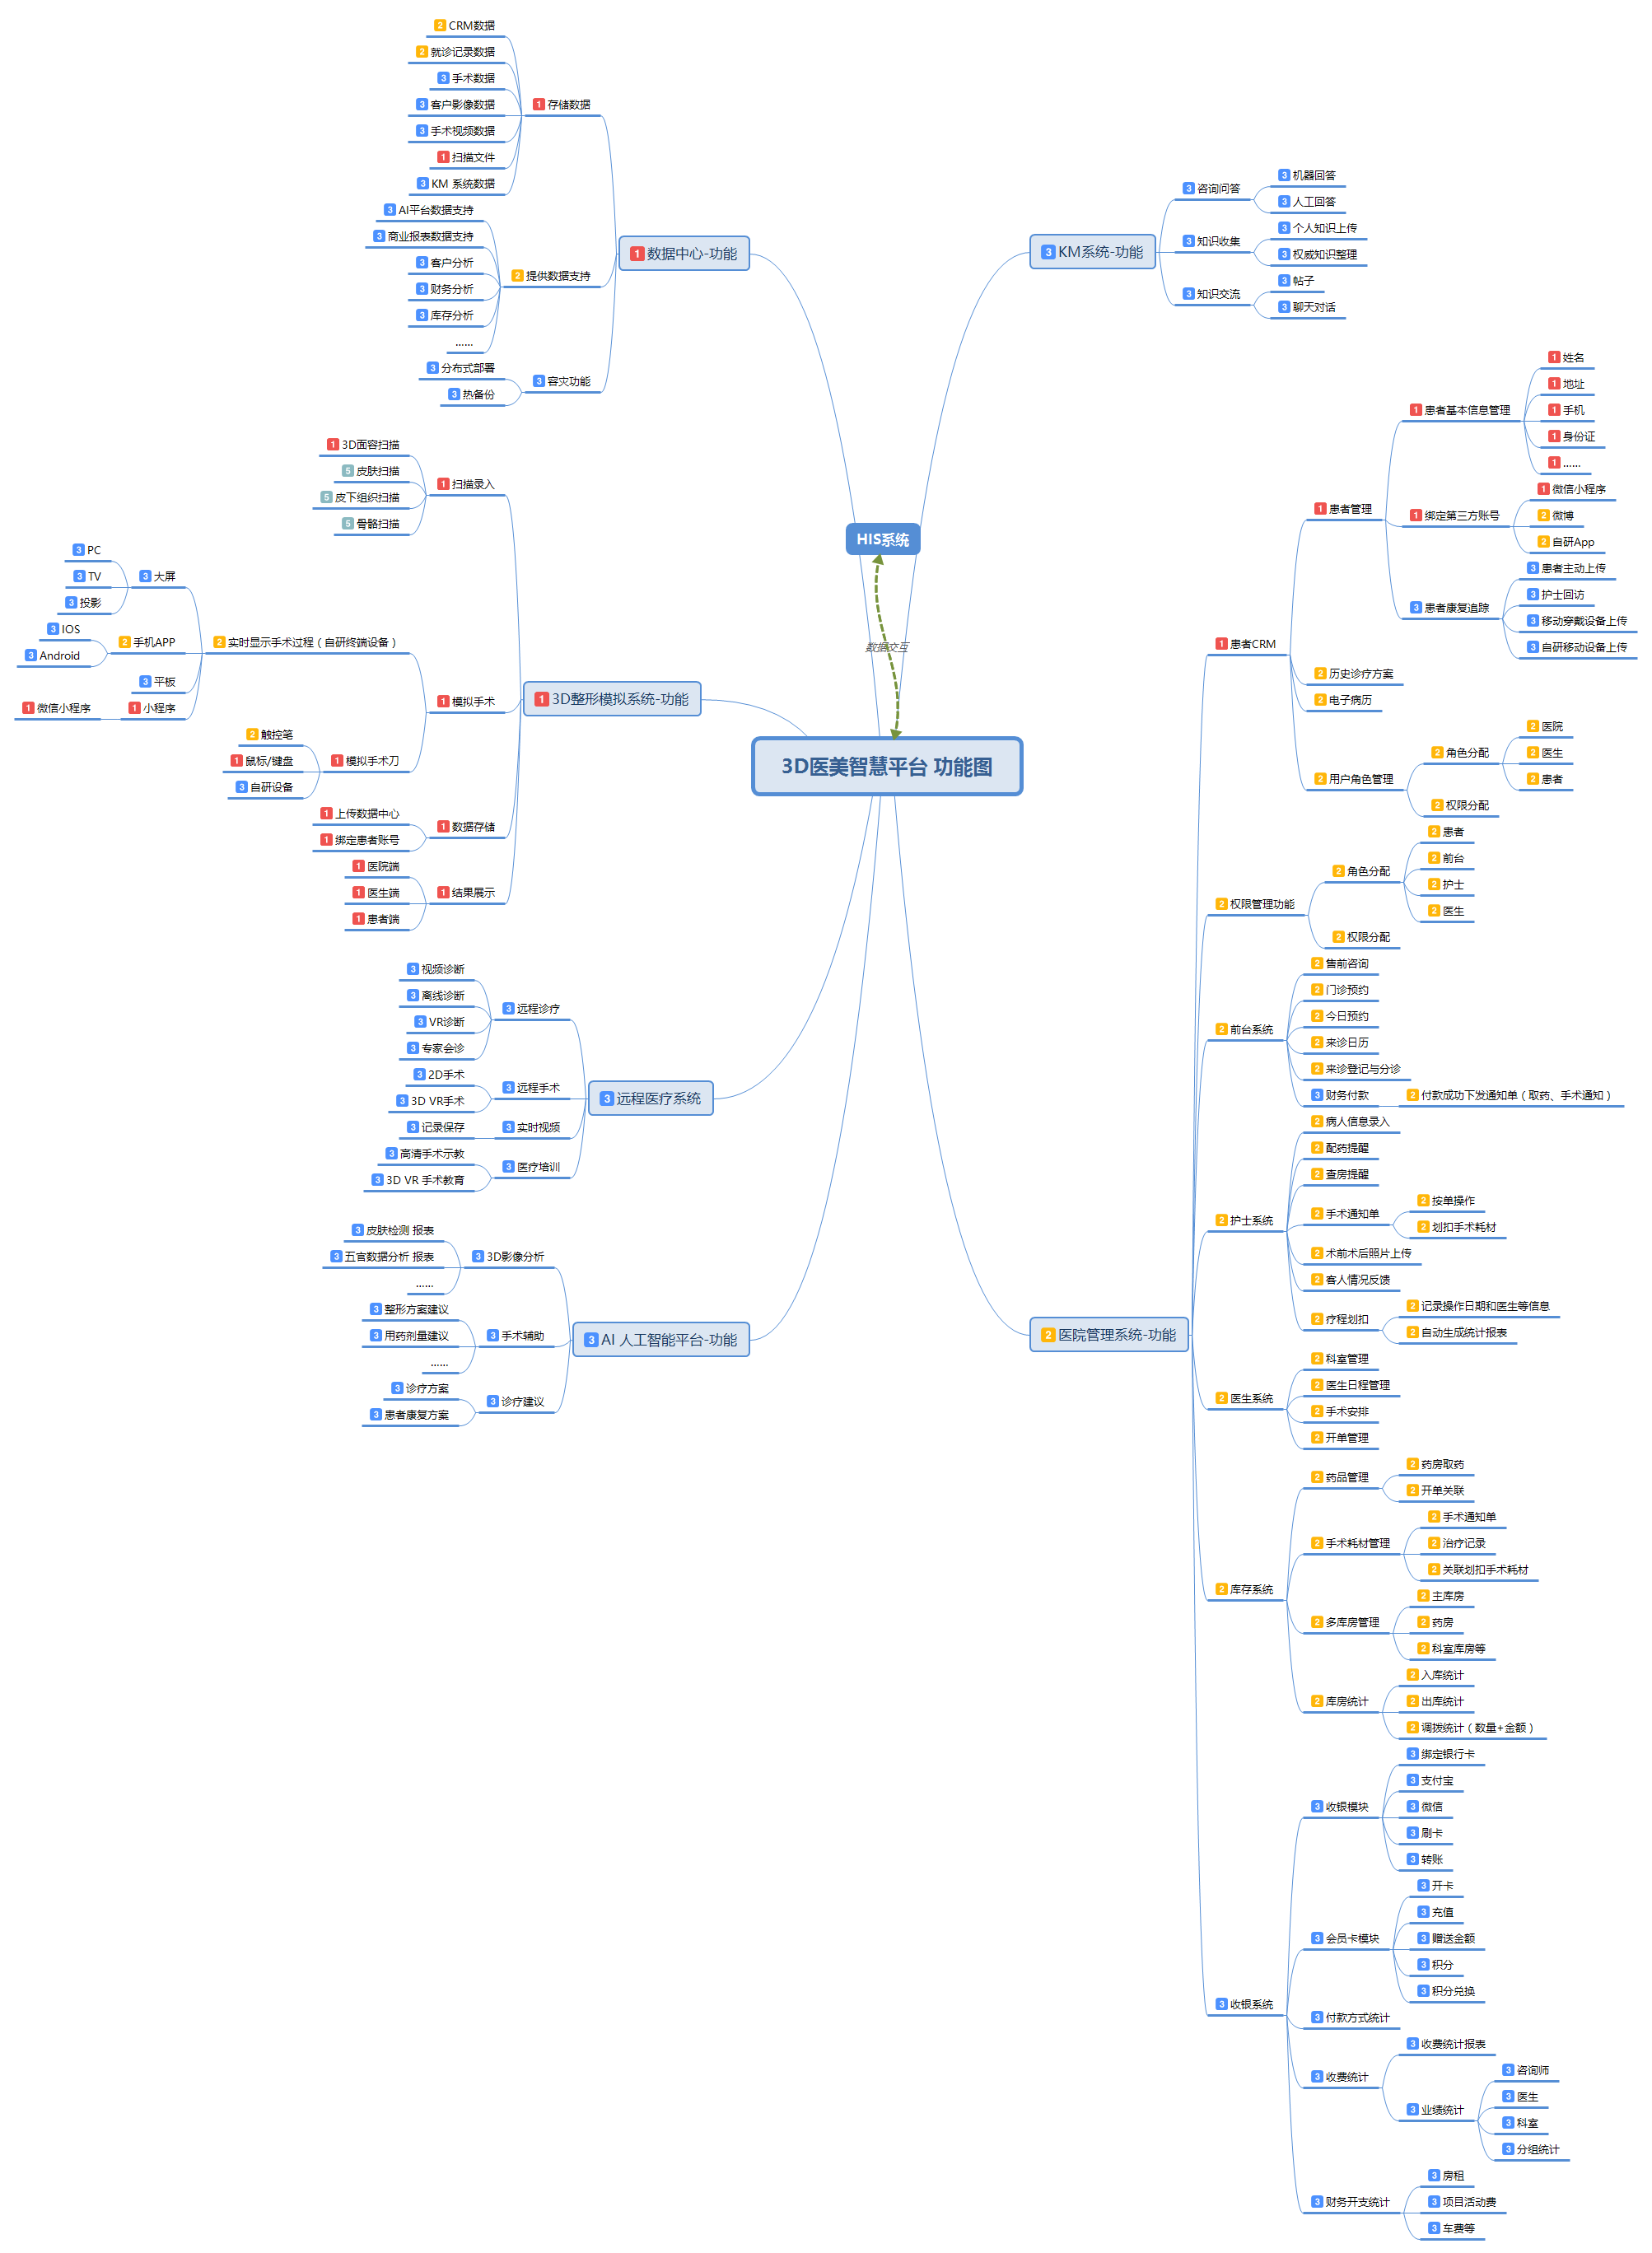 3D医美智慧平台 功能图
HIS系统
数据交互
1 数据中心-功能
1 存储数据
2 CRM数据
2 就诊记录数据
3 手术数据
3 客户影像数据
3 手术视频数据
1 扫描文件
3 KM 系统数据
2 提供数据支持
3 AI平台数据支持
3 商业报表数据支持
3 客户分析
3 财务分析
3 库存分析
......
3 容灾功能
3 分布式部署
3 热备份
1 3D整形模拟系统-功能
1 扫描录入
1 3D面容扫描
5 皮肤扫描
5 皮下组织扫描
5 骨骼扫描
1 模拟手术
2 实时显示手术过程（自研终端设备）
3 大屏
3 PC
3 TV
3 投影
2 手机APP
3 IOS
3 Android
3 平板
1 小程序
1 微信小程序
1 模拟手术刀
2 触控笔
1 鼠标/键盘
3 自研设备
1 数据存储
1 上传数据中心
1 绑定患者账号
1 结果展示
1 医院端
1 医生端
1 患者端
3 远程医疗系统
3 远程诊疗
3 视频诊断
3 离线诊断
3 VR诊断
3 专家会诊
3 远程手术
3 2D手术
3 3D VR手术
3 实时视频
3 记录保存
3 医疗培训
3 高清手术示教
3 3D VR 手术教育
3 AI 人工智能平台-功能
3 3D影像分析
3 皮肤检测 报表
3 五官数据分析 报表
......
3 手术辅助
3 整形方案建议
3 用药剂量建议
......
3 诊疗建议
3 诊疗方案
3 患者康复方案
3 KM系统-功能
3 咨询问答
3 机器回答
3 人工回答
3 知识收集
3 个人知识上传
3 权威知识整理
3 知识交流
3 帖子
3 聊天对话
2 医院管理系统-功能
1 患者CRM
1 患者管理
1 患者基本信息管理
1 姓名
1 地址
1 手机
1 身份证
1 ......
1 绑定第三方账号
1 微信小程序
2 微博
2 自研App
3 患者康复追踪
3 患者主动上传
3 护士回访
3 移动穿戴设备上传
3 自研移动设备上传
2 历史诊疗方案
2 电子病历
2 用户角色管理
2 角色分配
2 医院
2 医生
2 患者
2 权限分配
2 权限管理功能
2 角色分配
2 患者
2 前台
2 护士
2 医生
2 权限分配
2 前台系统
2 售前咨询
2 门诊预约
2 今日预约
2 来诊日历
2 来诊登记与分诊
3 财务付款
2 付款成功下发通知单（取药、手术通知）
2 护士系统
2 病人信息录入
2 配药提醒
2 查房提醒
2 手术通知单
2 按单操作
2 划扣手术耗材
2 术前术后照片上传
2 客人情况反馈
2 疗程划扣
2 记录操作日期和医生等信息
2 自动生成统计报表
2 医生系统
2 科室管理
2 医生日程管理
2 手术安排
2 开单管理
2 库存系统
2 药品管理
2 药房取药
2 开单关联
2 手术耗材管理
2 手术通知单
2 治疗记录
2 关联划扣手术耗材
2 多库房管理
2 主库房
2 药房
2 科室库房等
2 库房统计
2 入库统计
2 出库统计
2 调拨统计（数量+金额）
3 收银系统
3 收银模块
3 绑定银行卡
3 支付宝
3 微信
3 刷卡
3 转账
3 会员卡模块
3 开卡
3 充值
3 赠送金额
3 积分
3 积分兑换
3 付款方式统计
3 收费统计
3 收费统计报表
3 业绩统计
3 咨询师
3 医生
3 科室
3 分组统计
3 财务开支统计
3 房租
3 项目活动费
3 车费等